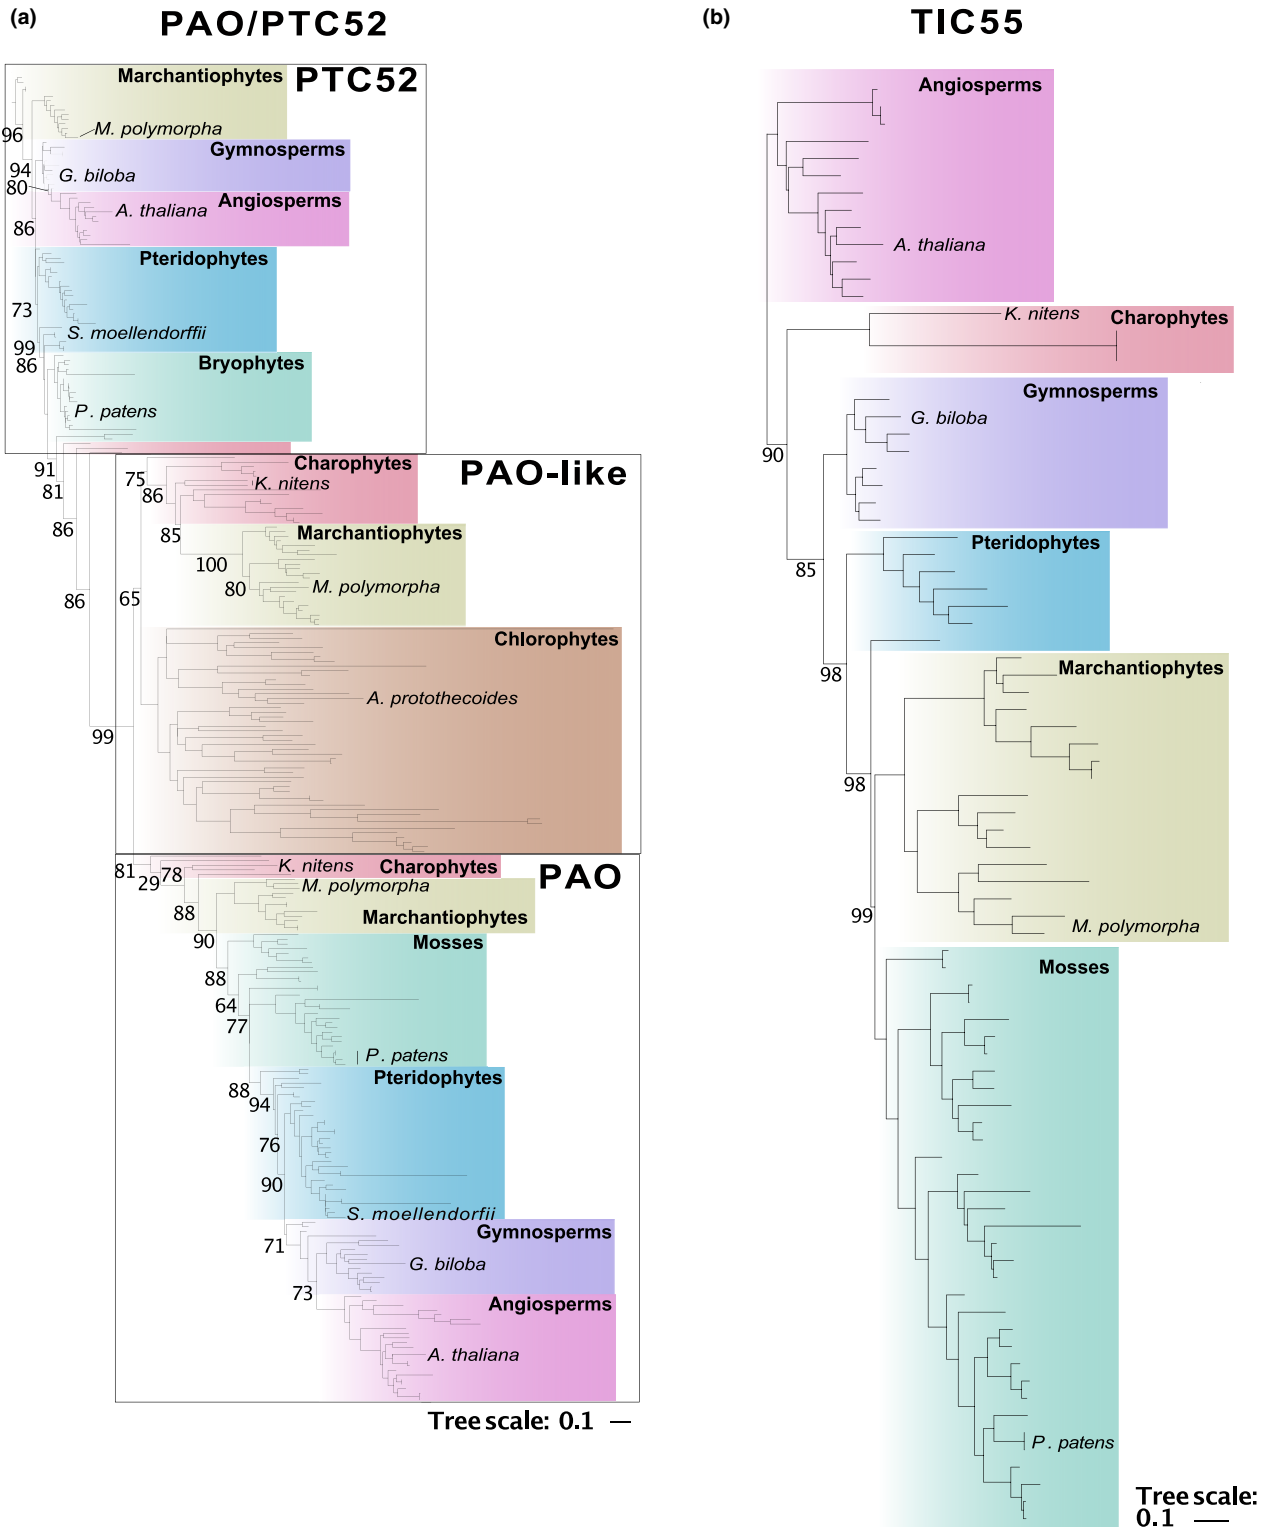 (a)
PAO/PTC52
PTC52
Marchantiophytes
M. polymorpha
96
Gymnosperms
94
G. biloba
80
Angiosperms
A. thaliana
86
Pteridophytes
73
S. moellendorffii
99
86
Bryophytes
P. patens
91
81
86
86
PAO-like
Charophytes
75
K. nitens
86
85
Marchantiophytes
100
80
M. polymorpha
65
Chlorophytes
A. protothecoides
99
PAO
81
29
78
K. nitens
Charophytes
M. polymorpha
88
Marchantiophytes
90
Mosses
88
64
77
P. patens
Pteridophytes
88
94
76
90
S. moellendorfii
Gymnosperms
71
G. biloba
73
Angiosperms
A. thaliana
Tree scale: 0.1
(b)
TIC55
Angiosperms
A. thaliana
K. nitens
Charophytes
Gymnosperms
G. biloba
90
Pteridophytes
85
Marchantiophytes
98
98
99
M. polymorpha
Mosses
P. patens
Tree scale:
0.1